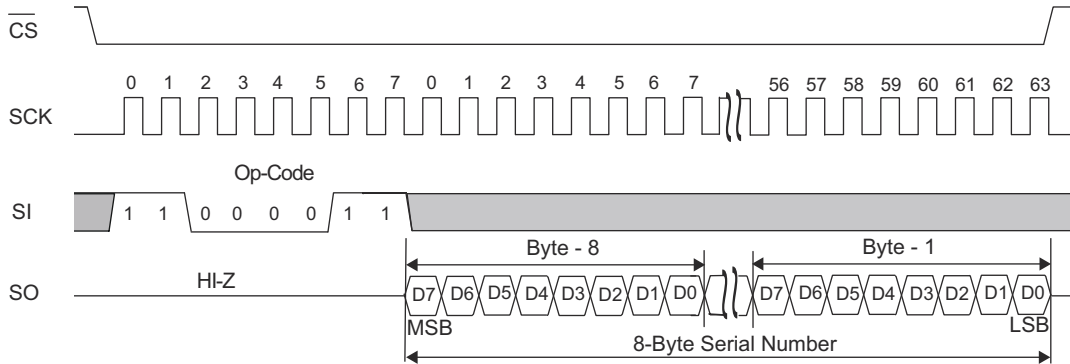 CS
0 1 2 3 4 5 6 7 0 1 2 3 4 5 6 7 56 57 58 59 60 61 62 63
SCK
Op-Code
SI 1 1 0 0 0 0 1 1
Byte - 8 Byte - 1
HI-Z
SO D7 D6 D5 D4 D3 D2 D1 D0 D7 D6 D5 D4 D3 D2 D1 D0
MSB LSB
8-Byte Serial Number